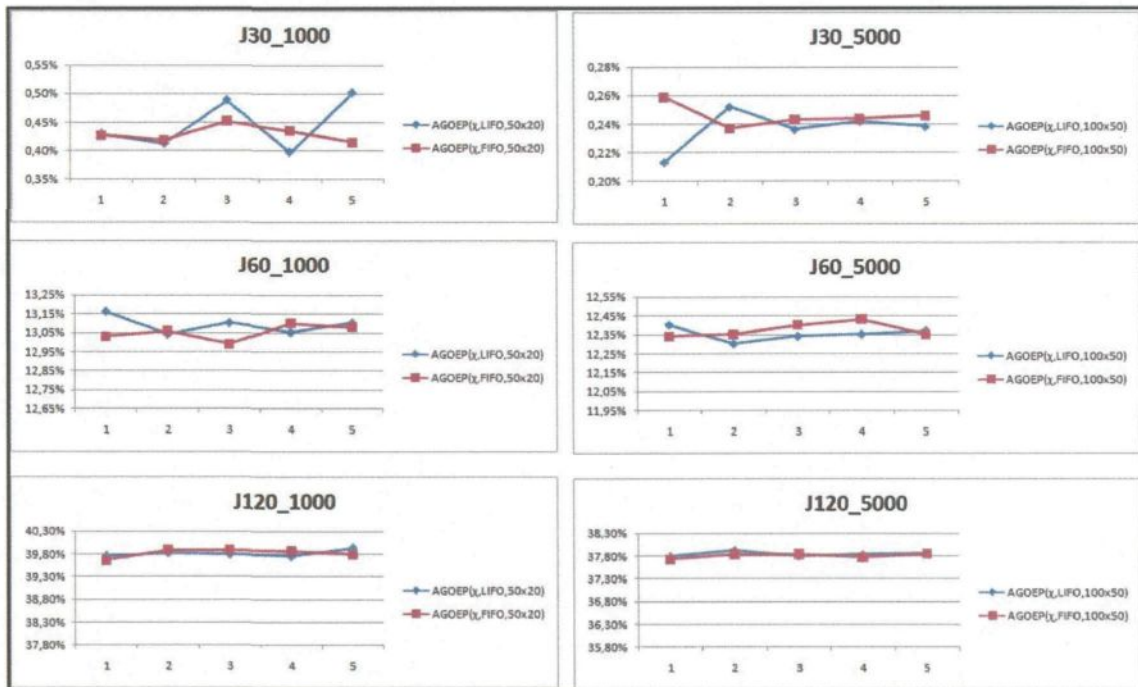 J30_1000
0,55%
0,50%
0,45%
0,40%
0,35%
1 2 3 4 5
AGOEP(χ,LIFO,50x20)
AGOEP(χ,FIFO,50x20)
J30_5000
0,28%
0,26%
0,24%
0,22%
0,20%
1 2 3 4 5
AGOEP(χ,LIFO,100x50)
AGOEP(χ,FIFO,100x50)
J60_1000
13,25%
13,15%
13,05%
12,95%
12,85%
12,75%
12,65%
1 2 3 4 5
AGOEP(χ,LIFO,50x20)
AGOEP(χ,FIFO,50x20)
J60_5000
12,55%
12,45%
12,35%
12,25%
12,15%
12,05%
11,95%
1 2 3 4 5
AGOEP(χ,LIFO,100x50)
AGOEP(χ,FIFO,100x50)
J120_1000
40,30%
39,80%
39,30%
38,80%
38,30%
37,80%
1 2 3 4 5
AGOEP(χ,LIFO,50x20)
AGOEP(χ,FIFO,50x20)
J120_5000
38,30%
37,80%
37,30%
36,80%
36,30%
35,80%
1 2 3 4 5
AGOEP(χ,LIFO,100x50)
AGOEP(χ,FIFO,100x50)